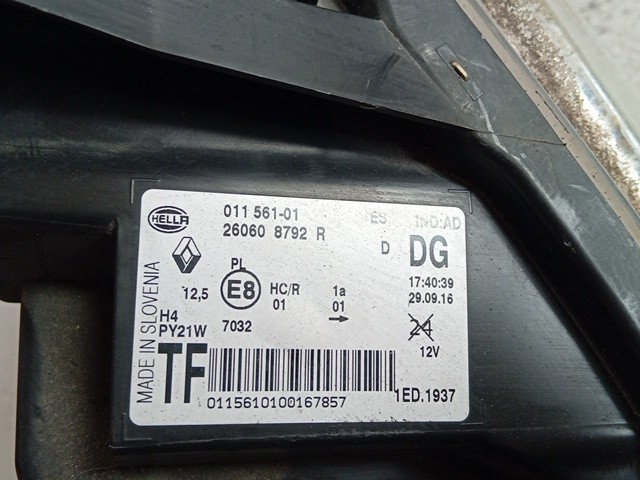 HELLA
011 561-01
IND:AD
26060 8792 R
D
DG
17:40:39
29.09.16
PL
12,5
E8
HC/R
01
1a
01
H4
PY21W
7032
24
12V
MADE IN SLOVENIA
TF
0115610100167857
1ED.1937